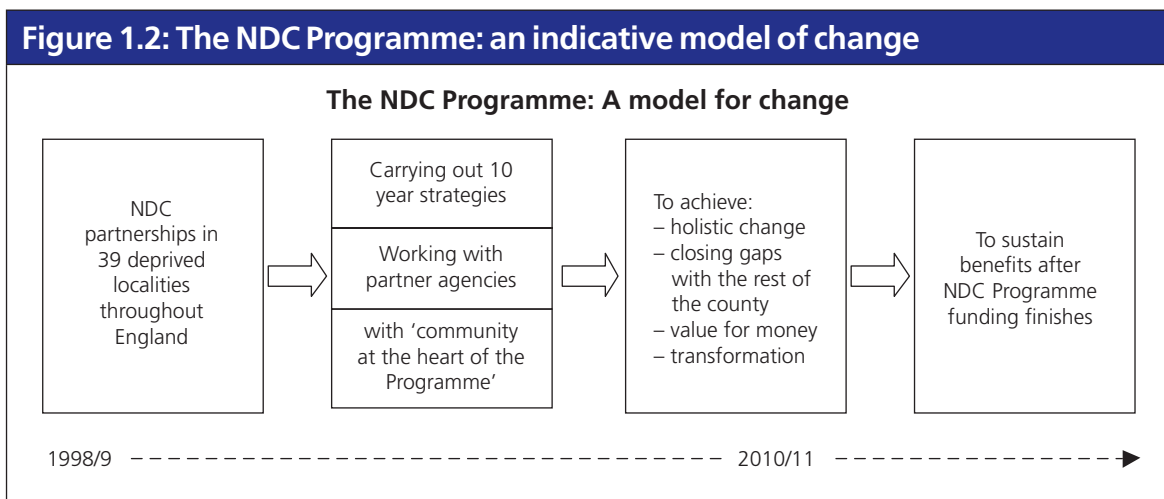 Figure 1.2: The NDC Programme: an indicative model of change
The NDC Programme: A model for change
NDC
partnerships in
39 deprived
localities
throughout
England
Carrying out 10
year strategies
Working with
partner agencies
with ‘community
at the heart of the
Programme’
To achieve:
– holistic change
– closing gaps
with the rest of
the county
– value for money
– transformation
To sustain
benefits after
NDC Programme
funding finishes
1998/9
2010/11